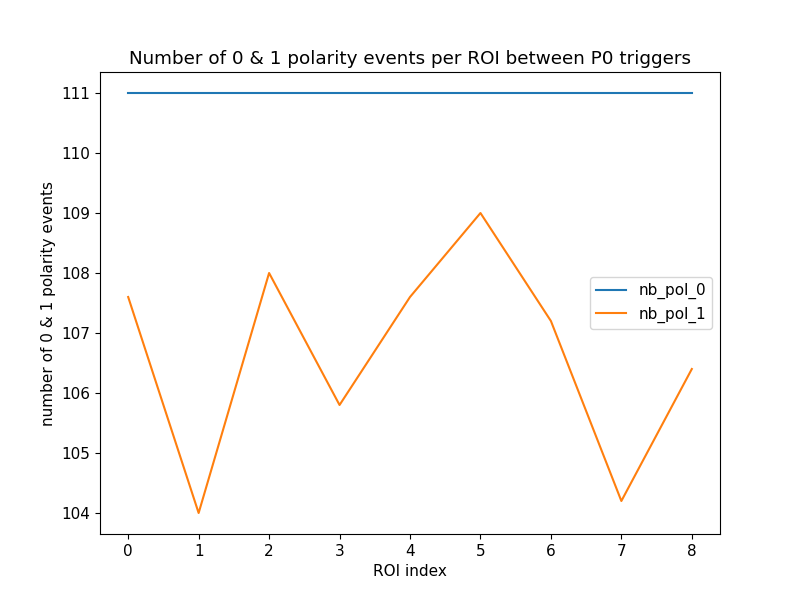 Number of 0 & 1 polarity events per ROI between P0 triggers
number of 0 & 1 polarity events
111
110
109
108
107
106
105
104
nb_pol_0
nb_pol_1
0 1 2 3 4 5 6 7 8
ROI index